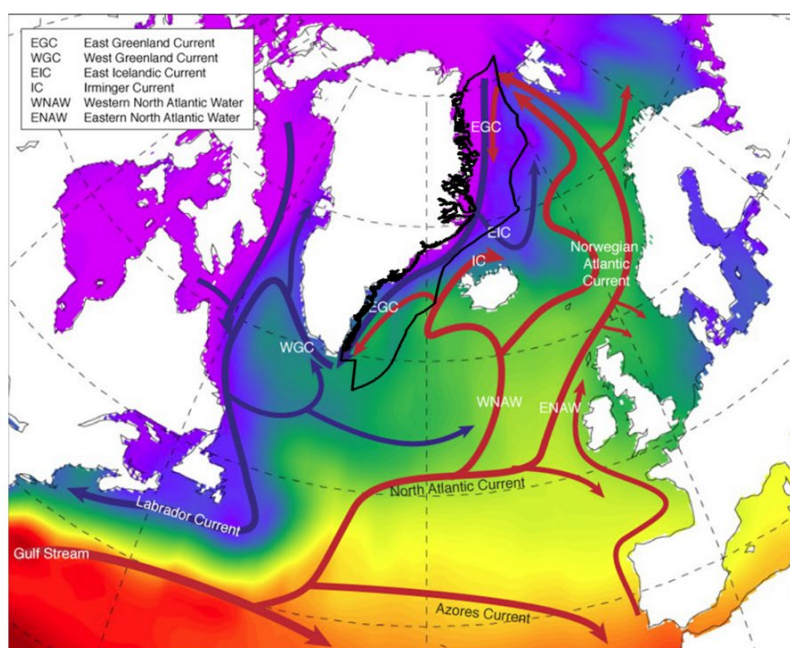 EGC East Greenland Current
WGC West Greenland Current
EIC East Icelandic Current
IC Irminger Current
WNAW Western North Atlantic Water
ENAW Eastern North Atlantic Water
EGC
EIC
Norwegian
Atlantic
Current
IC
EGC
WGC
WNAW
ENAW
North Atlantic Current
Labrador Current
Gulf Stream
Azores Current